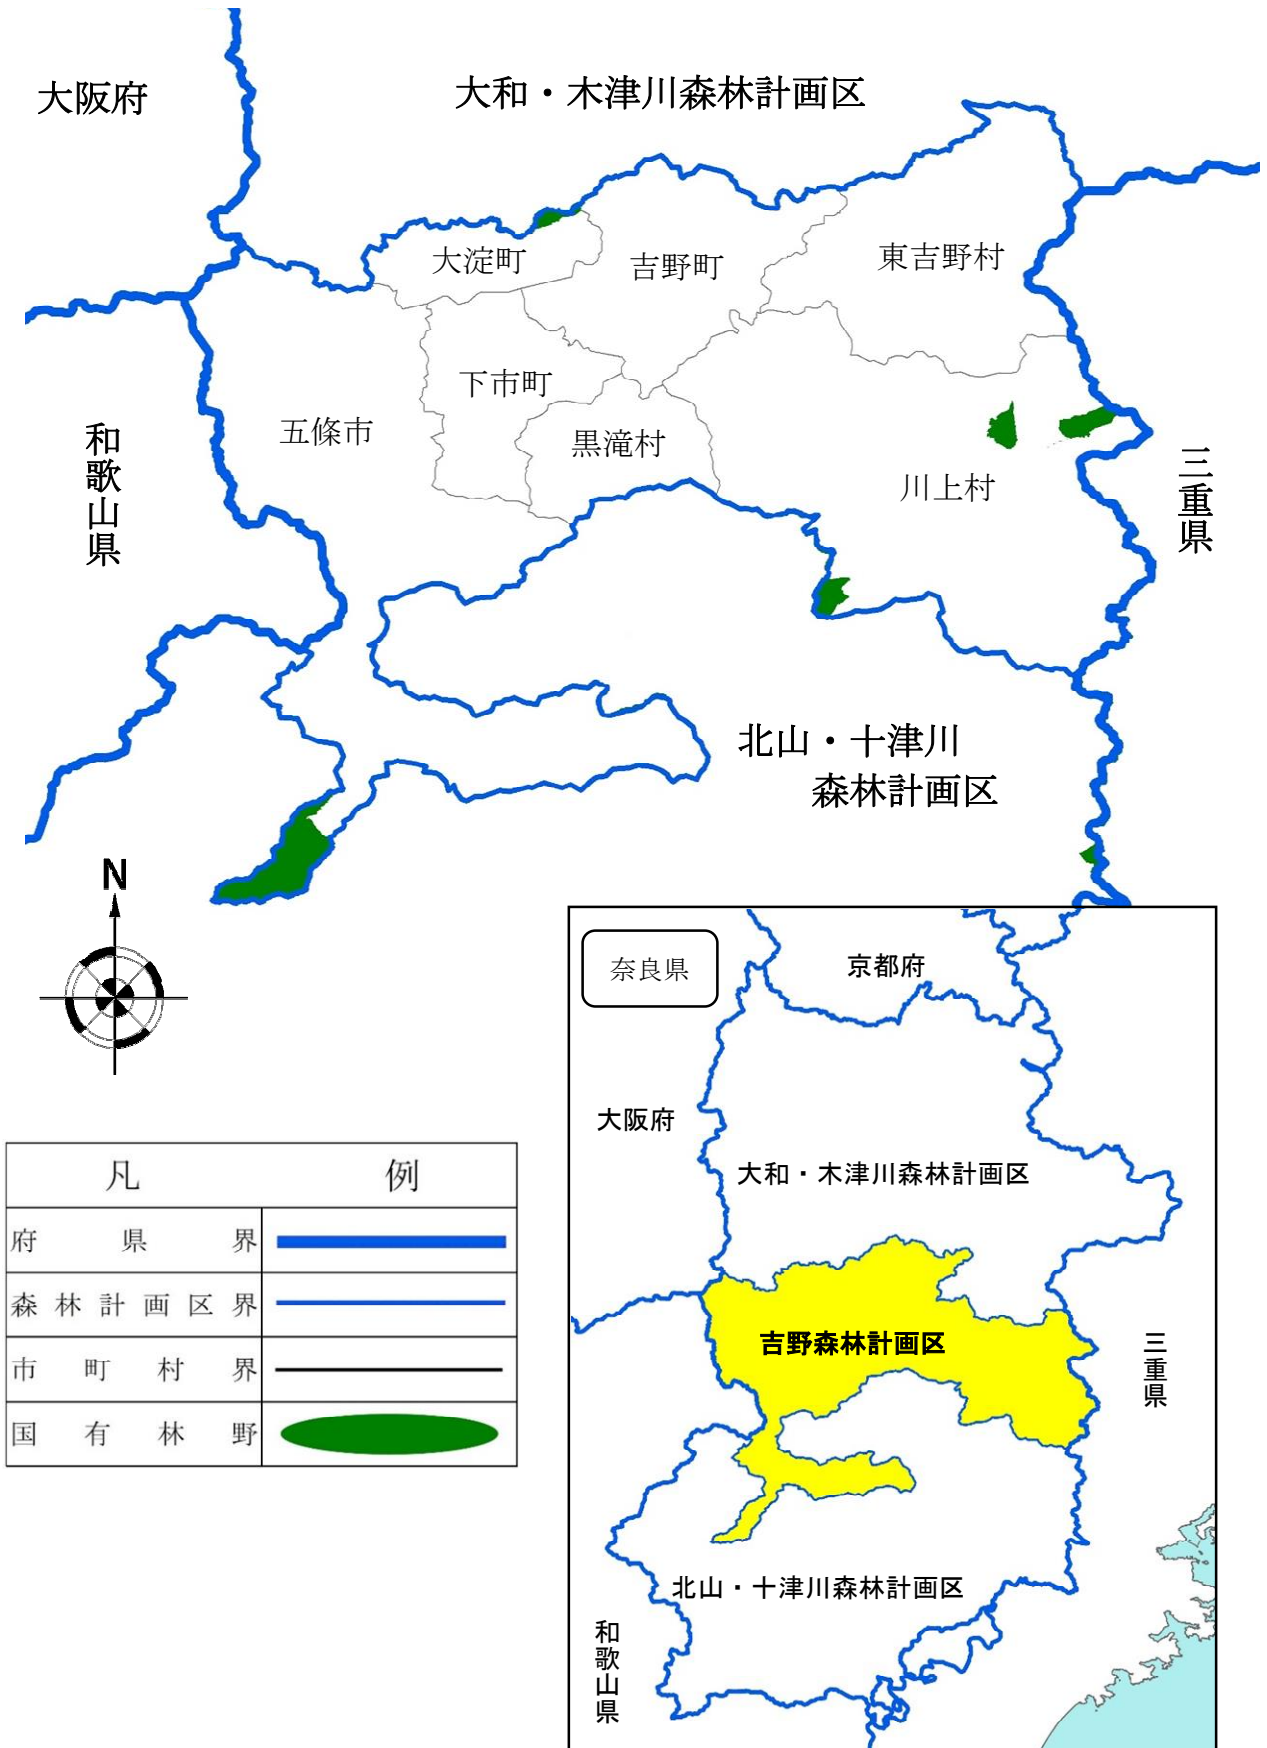 大阪府
大和・木津川森林計画区
大淀町
吉野町
東吉野村
下市町
五條市
黒滝村
川上村
和歌山県
三重県
北山・十津川
森林計画区
N
奈良県
京都府
大阪府
大和・木津川森林計画区
吉野森林計画区
三重県
北山・十津川森林計画区
和歌山県
凡例
府県界
森林計画区界
市町村界
国有林野